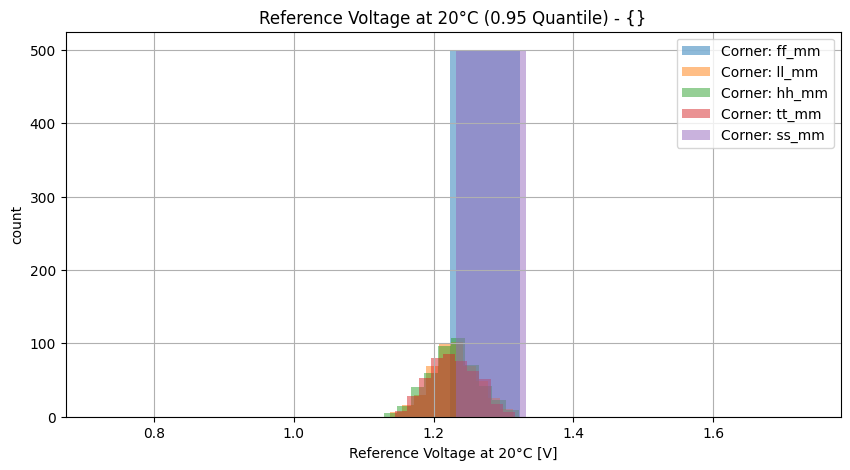 Reference Voltage at 20°C (0.95 Quantile) - {}
500
400
300
200
100
0
count
Corner: ff_mm
Corner: ll_mm
Corner: hh_mm
Corner: tt_mm
Corner: ss_mm
0.8
1.0
1.2
1.4
1.6
Reference Voltage at 20°C [V]